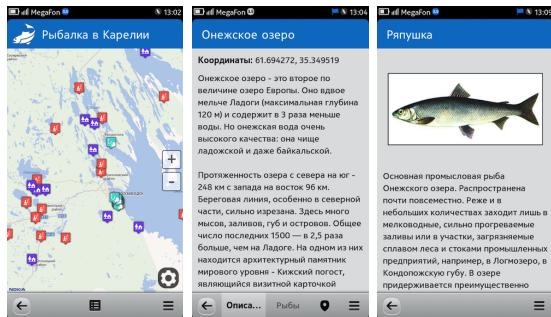 MegaFon 13:02
Рыбалка в Карелии
+
-
NOKIA
MegaFon 13:04
Онежское озеро
Координаты: 61.694272, 35.349519
Онежское озеро - это второе по
величине озеро Европы. Оно вдвое
мельче Ладоги (максимальная глубина
120 м) и содержит в 3 раза меньше
воды. Но онежская вода очень
высокого качества: она чище
ладожской и даже байкальской.
Протяженность озера с севера на юг -
248 км с запада на восток 96 км.
Береговая линия, особенно в северной
части, сильно изрезана. Здесь много
мысов, заливов, губ и островов. Общее
число последних 1500 — в 2,5 раза
больше, чем на Ладоге. На одном из них
находится архитектурный памятник
мирового уровня - Кижский погост,
являющийся визитной карточкой
Описа...
Рыбы
MegaFon 13:05
Ряпушка
Основная промысловая рыба
Онежского озера. Распространена
почти повсеместно. Реже и в
небольших количествах заходит лишь в
мелководные, сильно прогреваемые
заливы или в участки, загрязняемые
сплавом леса и стоками промышленных
предприятий, например, в Логмозеро, в
Кондопожскую губу. В озере
придерживается преимущественно